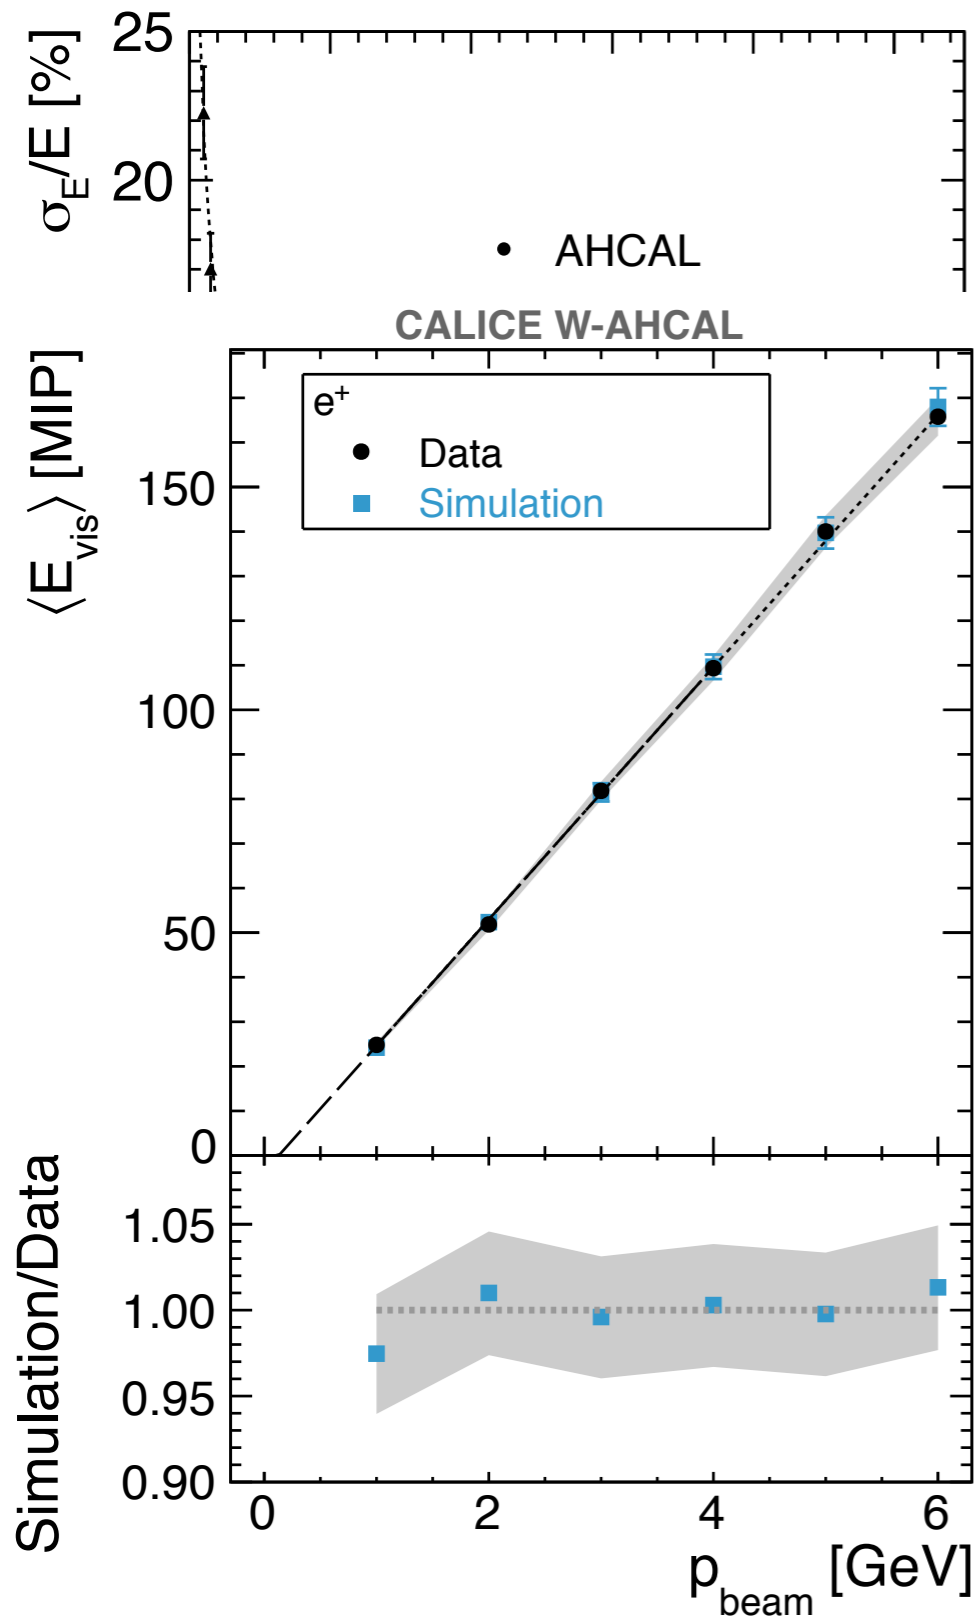 25
σ_E/E [%]
20
AHCAL
CALICE W-AHCAL
⟨E_vis⟩ [MIP]
e⁺
Data
Simulation
150
100
50
0
Simulation/Data
1.05
1.00
0.95
0.90
0 2 4 6
p_beam [GeV]